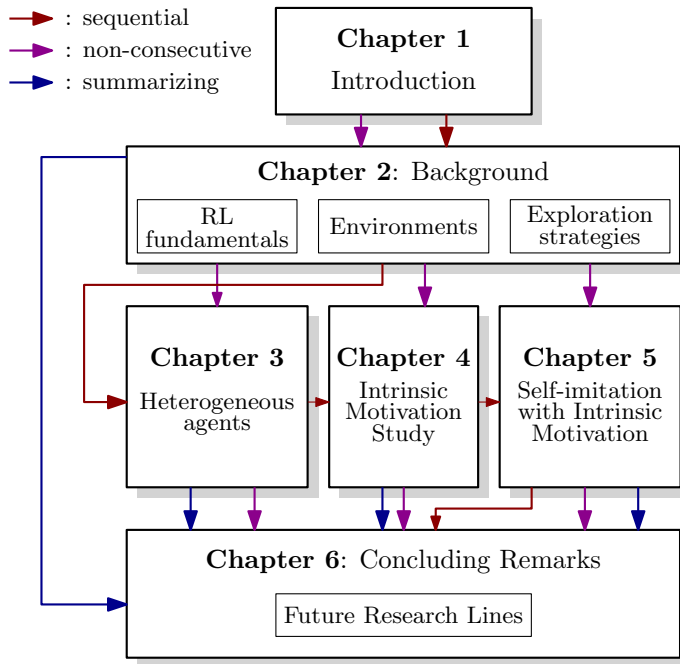 : sequential
: non-consecutive
: summarizing
Chapter 1
Introduction
Chapter 2: Background
RL
fundamentals
Environments
Exploration
strategies
Chapter 3
Heterogeneous
agents
Chapter 4
Intrinsic
Motivation
Study
Chapter 5
Self-imitation
with Intrinsic
Motivation
Chapter 6: Concluding Remarks
Future Research Lines